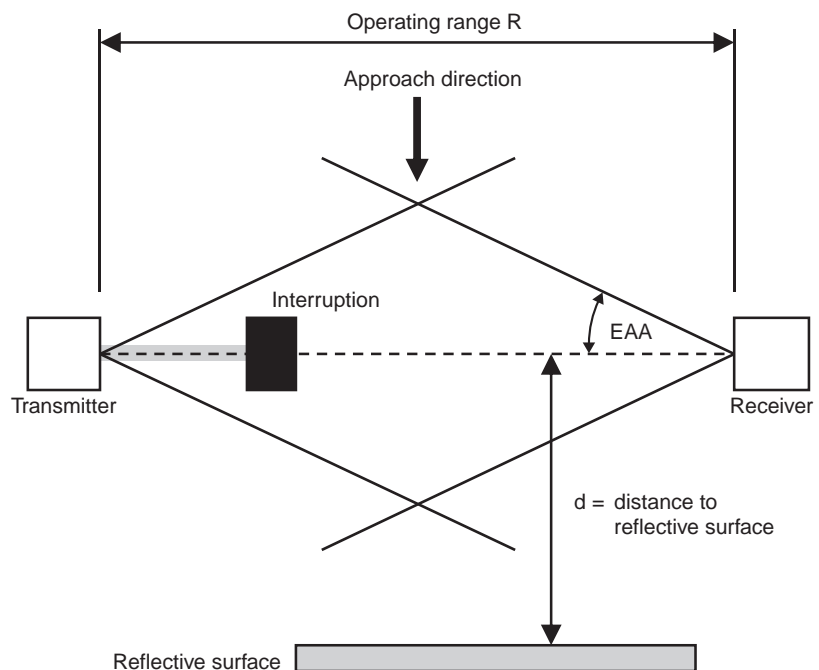 Operating range R
Approach direction
Interruption
EAA
Transmitter
Receiver
d = distance to
reflective surface
Reflective surface